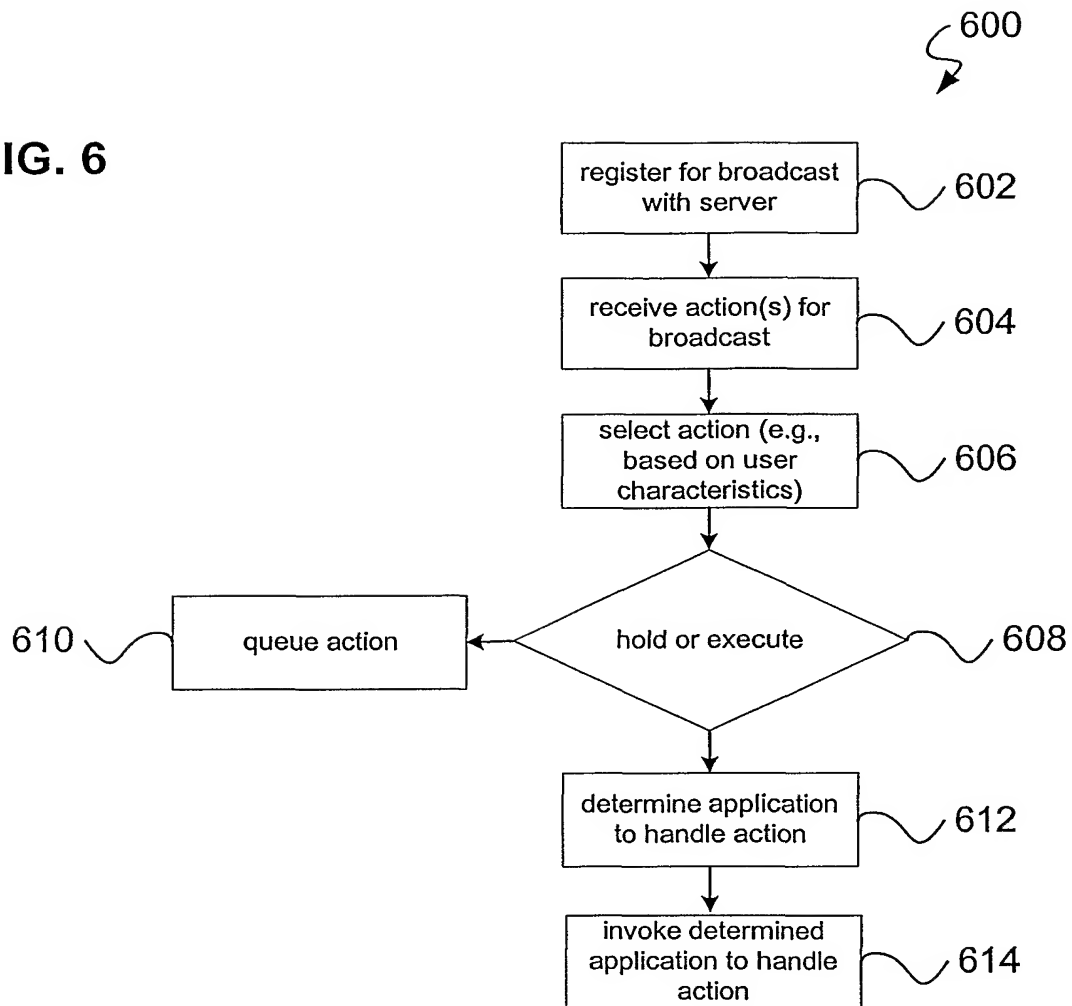 600
IG. 6
register for broadcast
with server
602
receive action(s) for
broadcast
604
select action (e.g.,
based on user
characteristics)
606
610
queue action
hold or execute
608
determine application
to handle action
612
invoke determined
application to handle
action
614